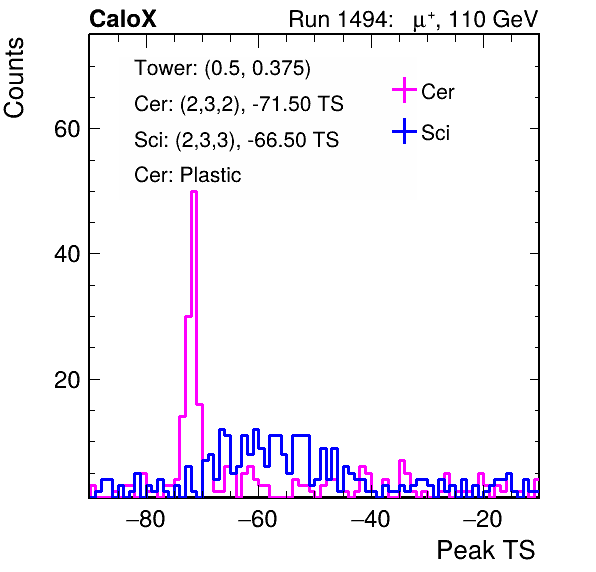 CaloX Run 1494: μ⁺, 110 GeV
Counts
Tower: (0.5, 0.375)
Cer: (2,3,2), -71.50 TS
Sci: (2,3,3), -66.50 TS
Cer: Plastic
Cer
Sci
60
40
20
−80 −60 −40 −20
Peak TS